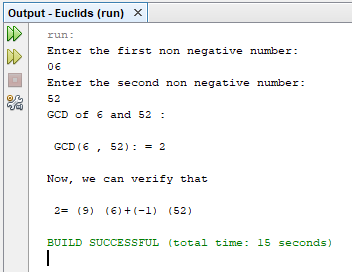 Output - Euclids (run) ×
run:
Enter the first non negative number:
06
Enter the second non negative number:
52
GCD of 6 and 52 :
GCD(6 , 52): = 2
Now, we can verify that
2= (9) (6)+(-1) (52)
BUILD SUCCESSFUL (total time: 15 seconds)